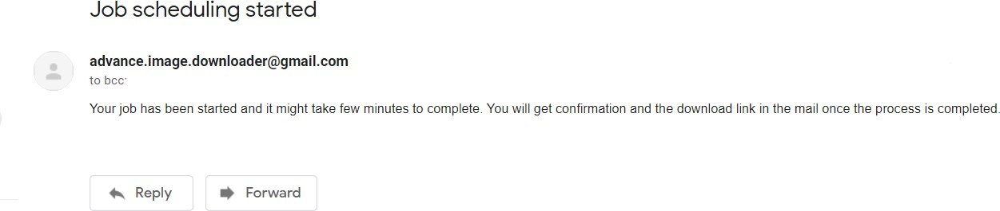 Job scheduling started
advance.image.downloader@gmail.com
to bcc:
Your job has been started and it might take few minutes to complete. You will get confirmation and the download link in the mail once the process is completed.
Reply
Forward